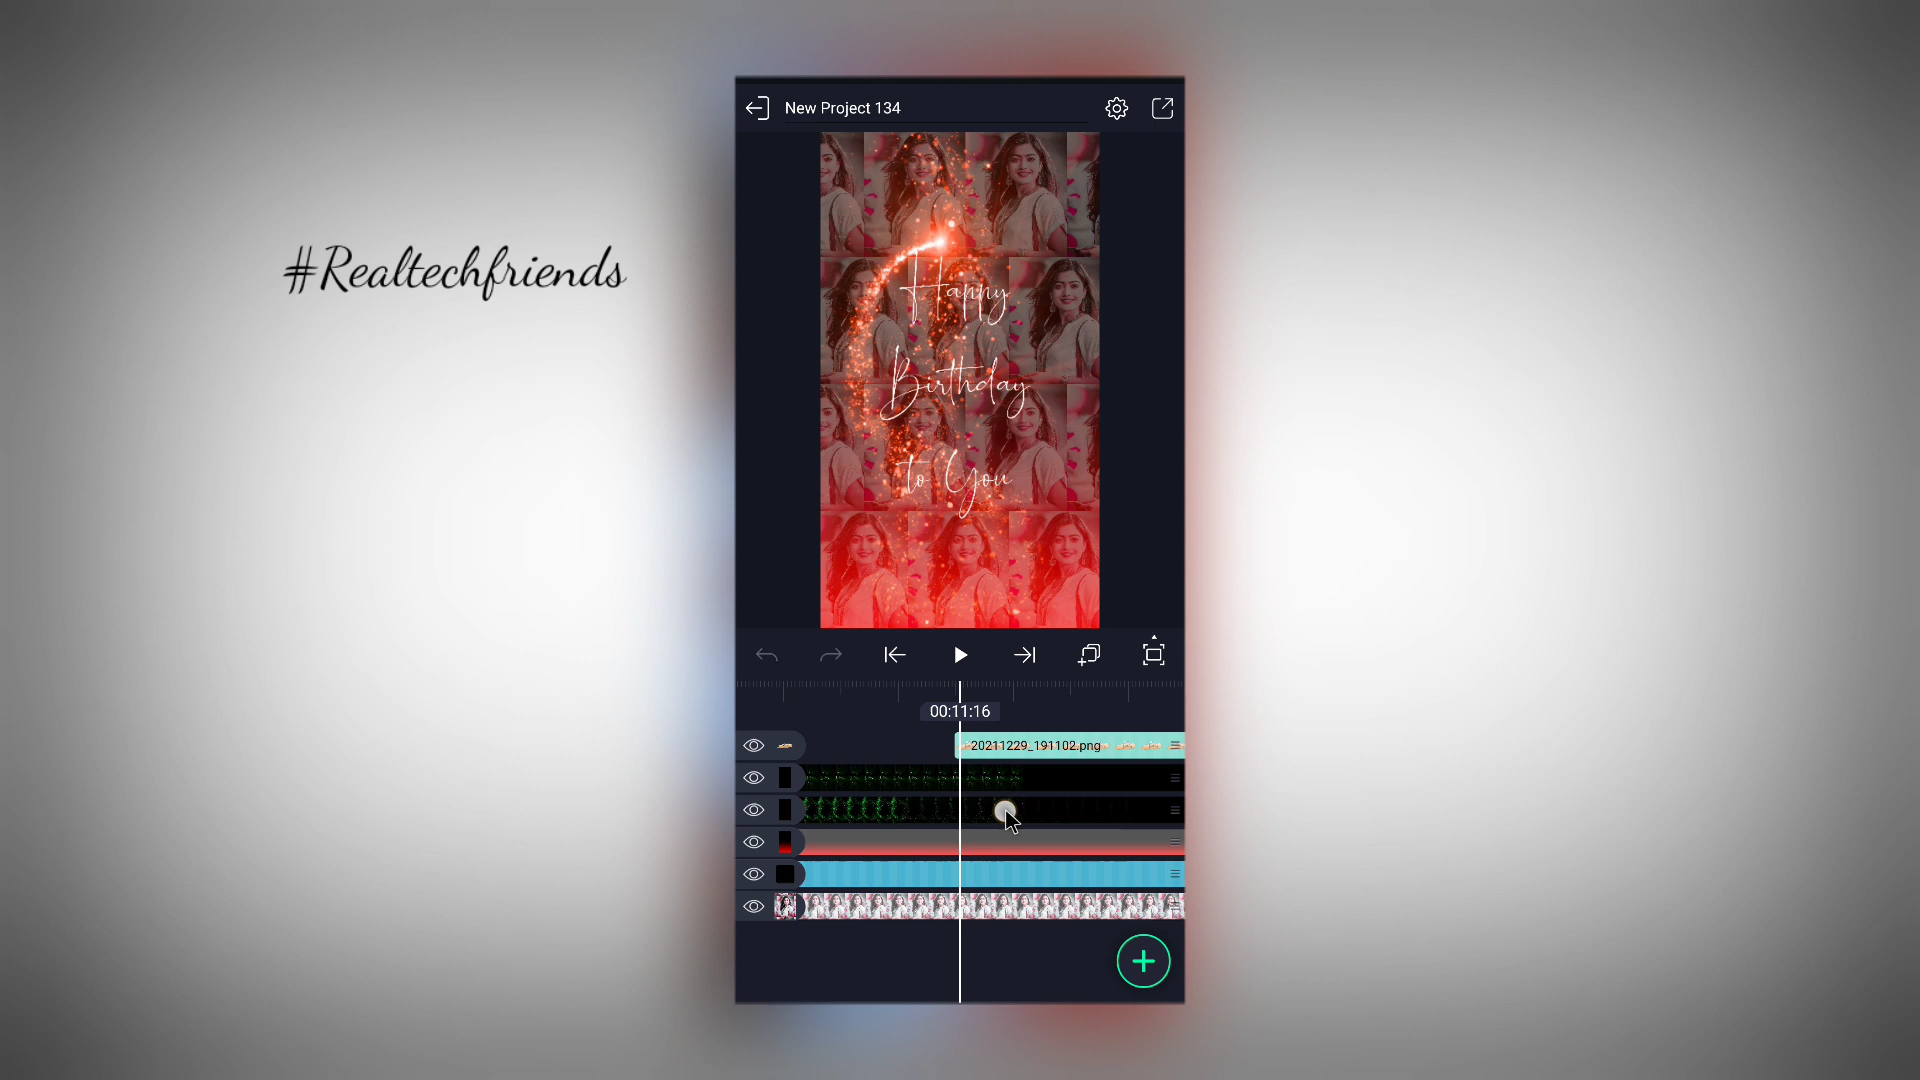 New Project 134
#Realtechfriends
Happy
Birthday
to You
00:11:16
20211229_191102.png